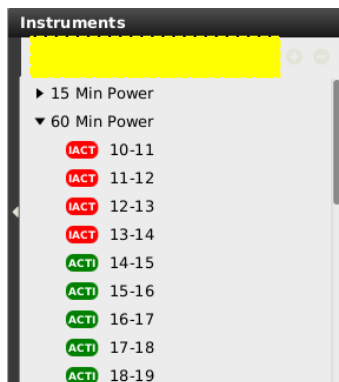 Instruments
15 Min Power
60 Min Power
IACT 10-11
IACT 11-12
IACT 12-13
IACT 13-14
ACTI 14-15
ACTI 15-16
ACTI 16-17
ACTI 17-18
ACTI 18-19